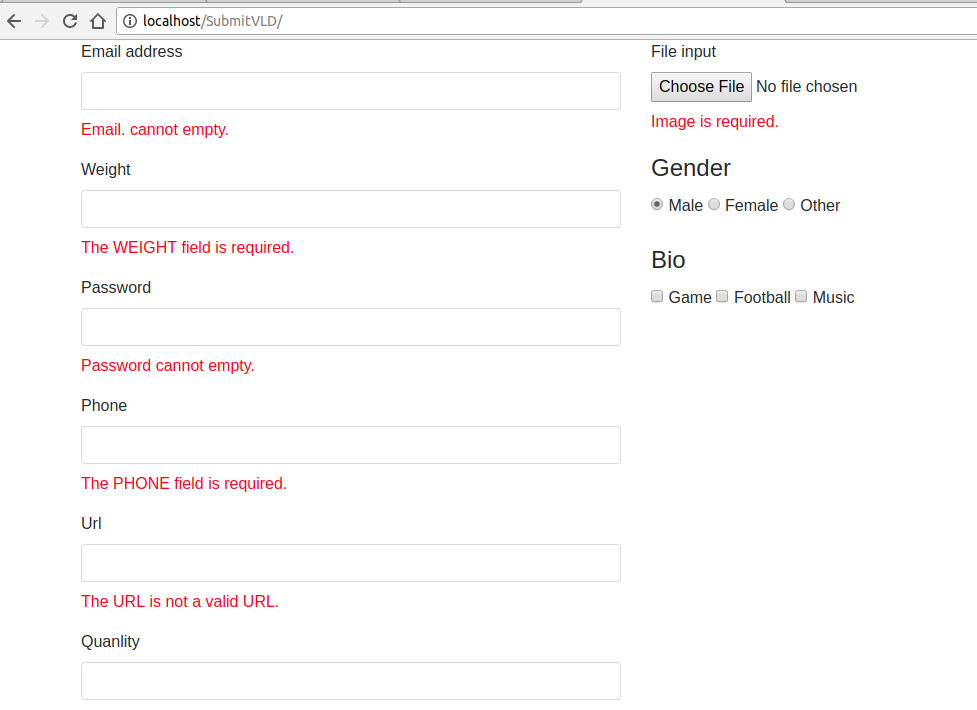 localhost/SubmitVLD/
Email address
Email. cannot empty.
Weight
The WEIGHT field is required.
Password
Password cannot empty.
Phone
The PHONE field is required.
Url
The URL is not a valid URL.
Quanlity
File input
Choose File No file chosen
Image is required.
Gender
Male Female Other
Bio
Game Football Music